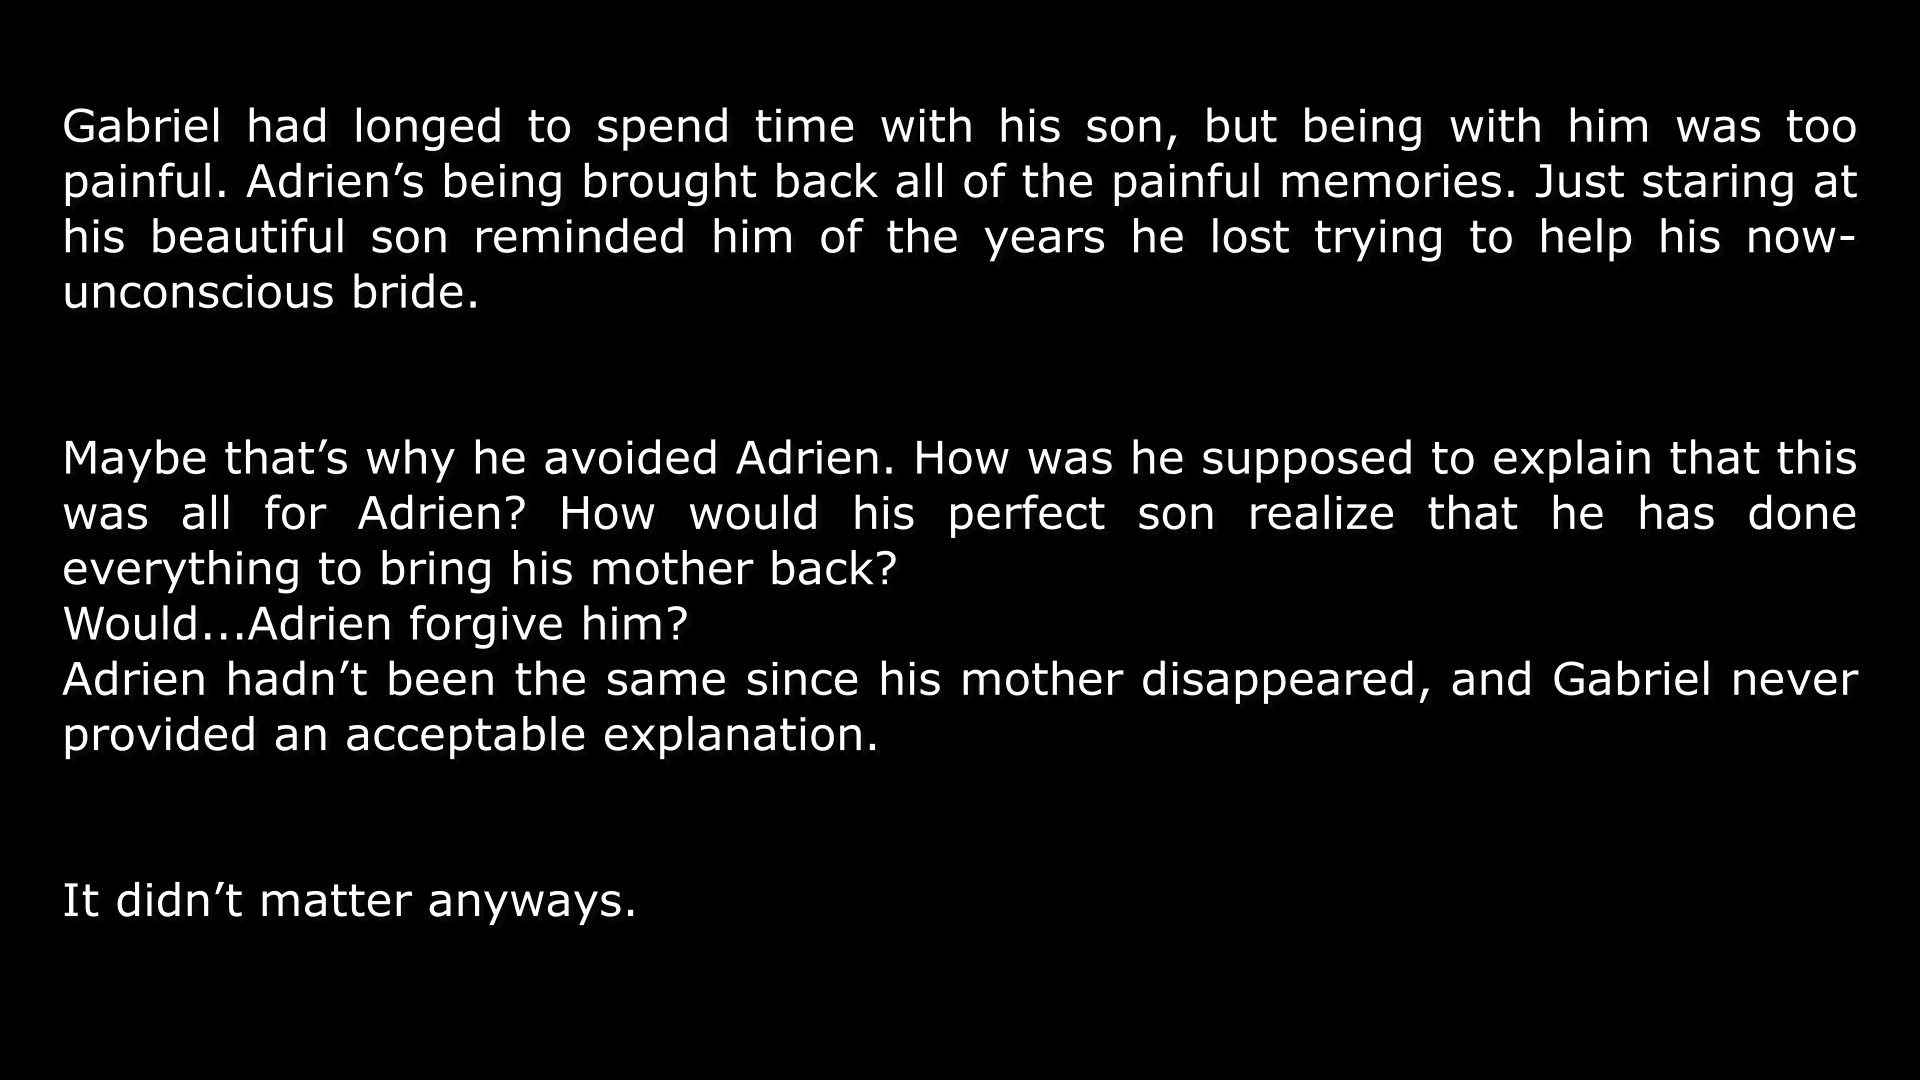 Gabriel had longed to spend time with his son, but being with him was too
painful. Adrien’s being brought back all of the painful memories. Just staring at
his beautiful son reminded him of the years he lost trying to help his now-
unconscious bride.
Maybe that’s why he avoided Adrien. How was he supposed to explain that this
was all for Adrien? How would his perfect son realize that he has done
everything to bring his mother back?
Would...Adrien forgive him?
Adrien hadn’t been the same since his mother disappeared, and Gabriel never
provided an acceptable explanation.
It didn’t matter anyways.